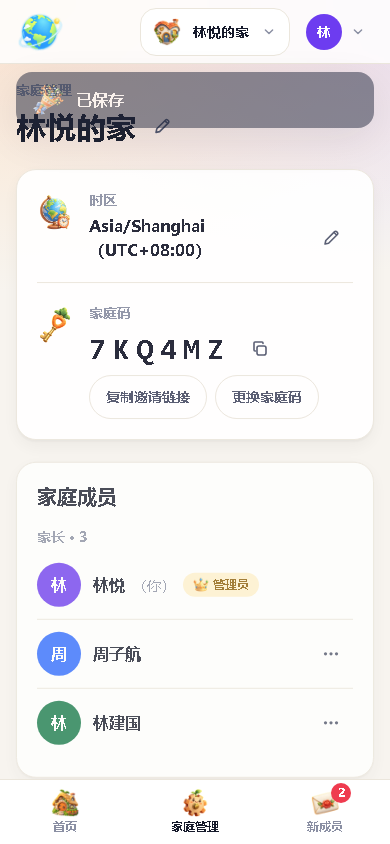 林悦的家
林
家庭管理
已保存
林悦的家
时区
Asia/Shanghai
(UTC+08:00)
家庭码
7KQ4MZ
复制邀请链接
更换家庭码
家庭成员
家长 • 3
林 林悦 (你) 管理员
周 周子航
林 林建国
2
首页 家庭管理 新成员